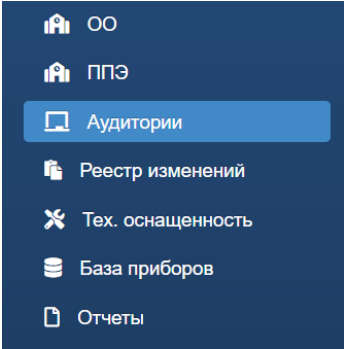 ОО
ППЭ
Аудитории
Реестр изменений
Тех. оснащенность
База приборов
Отчеты